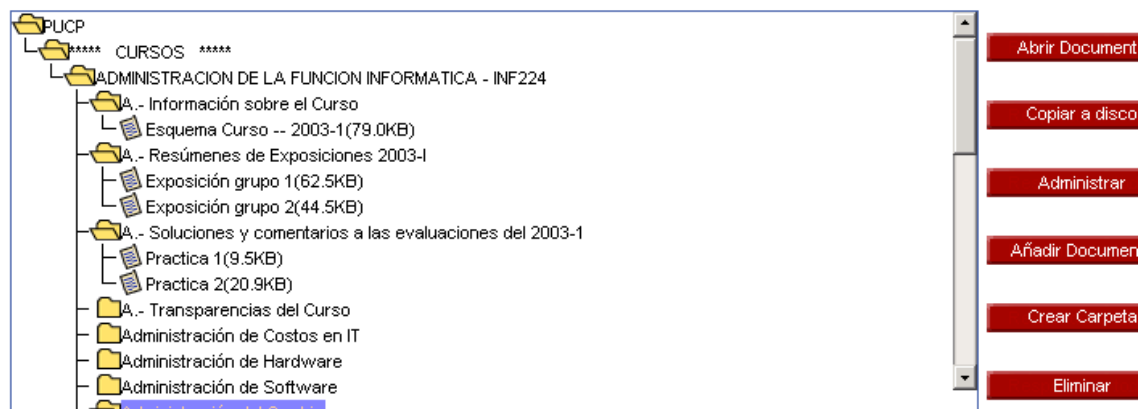 PUCP
***** CURSOS *****
ADMINISTRACION DE LA FUNCION INFORMATICA - INF224
A.- Información sobre el Curso
Esquema Curso -- 2003-1(79.0KB)
A.- Resúmenes de Exposiciones 2003-I
Exposición grupo 1(62.5KB)
Exposición grupo 2(44.5KB)
A.- Soluciones y comentarios a las evaluaciones del 2003-1
Practica 1(9.5KB)
Practica 2(20.9KB)
A.- Transparencias del Curso
Administración de Costos en IT
Administración de Hardware
Administración de Software
Abrir Document
Copiar a disco
Administrar
Añadir Documen
Crear Carpeta
Eliminar